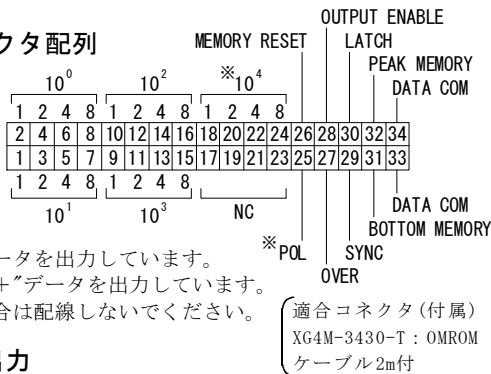 OUTPUT ENABLE
クタ配列
MEMORY RESET
LATCH
PEAK MEMORY
DATA COM
10⁰ 10² ※10⁴
1 2 4 8 1 2 4 8 1 2 4 8
2 4 6 8 10 12 14 16 18 20 22 24 26 28 30 32 34
1 3 5 7 9 11 13 15 17 19 21 23 25 27 29 31 33
1 2 4 8 1 2 4 8
10¹ 10³ NC
DATA COM
BOTTOM MEMORY
※POL
SYNC
OVER
ータを出力しています。
+”データを出力しています。
合は配線しないでください。
適合コネクタ(付属)
XG4M-3430-T：OMROM
ケーブル2m付
出力